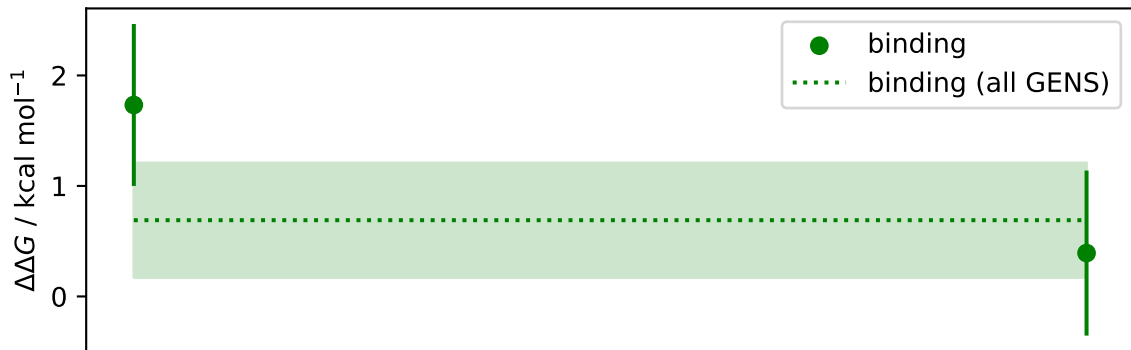 binding
binding (all GENS)
2
1
0
ΔΔG / kcal mol⁻¹